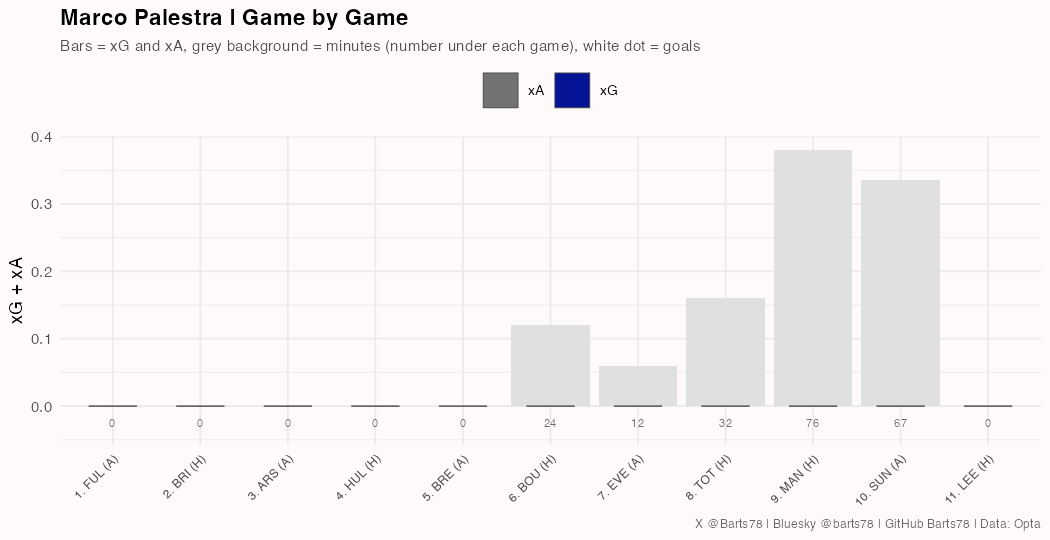 Marco Palestra | Game by Game
Bars = xG and xA, grey background = minutes (number under each game), white dot = goals
xA xG
xG + xA
0.4
0.3
0.2
0.1
0.0
0 0 0 0 0 24 12 32 76 67 0
1. FUL (A) 2. BRI (H) 3. ARS (A) 4. HUL (H) 5. BRE (A) 6. BOU (H) 7. EVE (A) 8. TOT (H) 9. MAN (H) 10. SUN (A) 11. LEE (H)
X @Barts78 | Bluesky @barts78 | GitHub Barts78 | Data: Opta